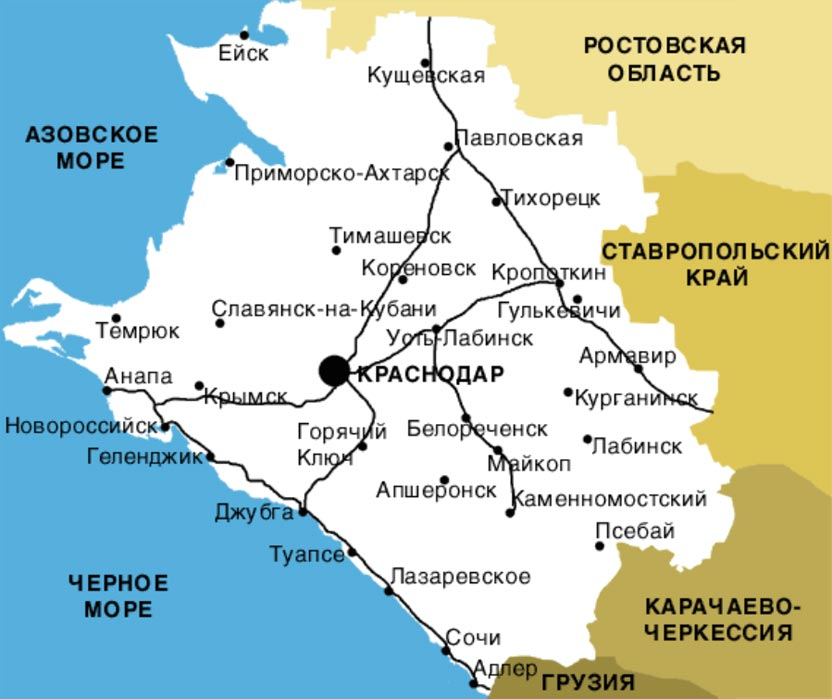 Ейск
РОСТОВСКАЯ
ОБЛАСТЬ
Кущевская
АЗОВСКОЕ
МОРЕ
Павловская
Приморско-Ахтарск
Тихорецк
Тимашевск
СТАВРОПОЛЬСКИЙ
КРАЙ
Кореновск
Кропоткин
Славянск-на-Кубани
Гулькевичи
Темрюк
Усть-Лабинск
Армавир
Анапа
КРАСНОДАР
Крымск
Курганинск
Новороссийск
Горячий
Ключ
Белореченск
Лабинск
Геленджик
Майкоп
Апшеронск
Каменномостский
Джубга
Псебай
Туапсе
ЧЕРНОЕ
МОРЕ
Лазаревское
КАРАЧАЕВО-
ЧЕРКЕССИЯ
Сочи
Адлер
ГРУЗИЯ